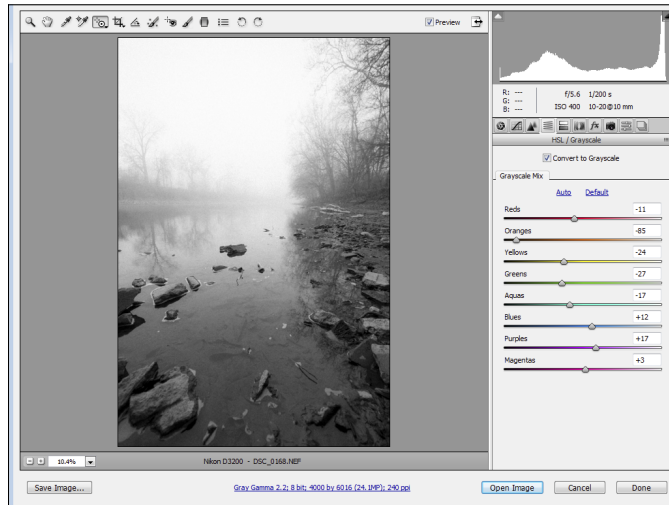 Preview
R: ---
G: ---
B: ---
f/5.6 1/200 s
ISO 400 10-20@10 mm
fx
HSL / Grayscale
Convert to Grayscale
Grayscale Mix
Auto Default
Reds -11
Oranges -85
Yellows -24
Greens -27
Aquas -17
Blues +12
Purples +17
Magentas +3
10.4% Nikon D3200 - DSC_0168.NEF
Save Image... Gray Gamma 2.2; 8 bit; 4000 by 6016 (24.1MP); 240 ppi Open Image Cancel Done